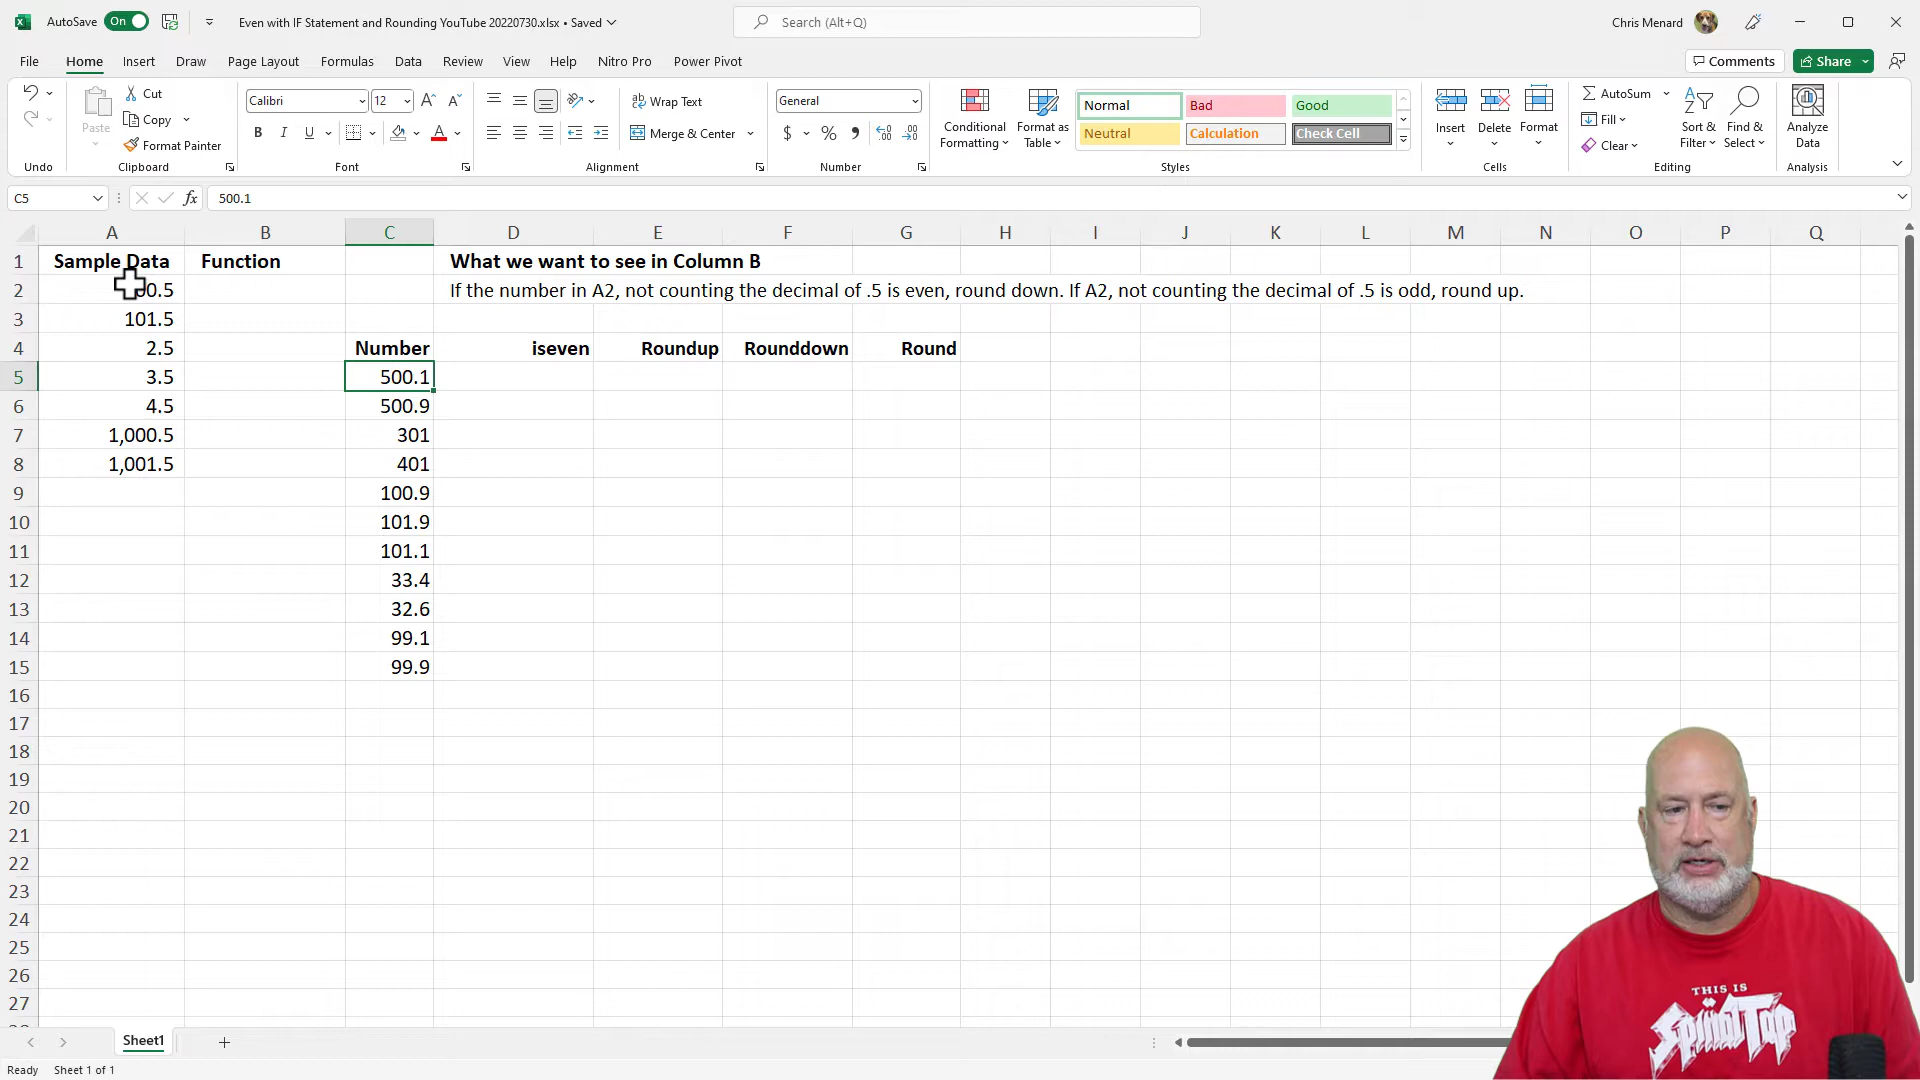 AutoSave On Even with IF Statement and Rounding YouTube 20220730.xlsx • Saved Search (Alt+Q) Chris Menard
File Home Insert Draw Page Layout Formulas Data Review View Help Nitro Pro Power Pivot Comments Share
Cut Calibri 12 Wrap Text General Normal Bad Good AutoSum
Paste Copy B I U Merge & Center $ % Conditional Formatting Format as Table Neutral Calculation Check Cell Insert Delete Format Fill Sort & Filter Find & Select Analyze Data
Format Painter Clear
Undo Clipboard Font Alignment Number Styles Cells Editing Analysis
C5 fx 500.1
A B C D E F G H I J K L M N O P Q
1 Sample Data Function What we want to see in Column B
2 If the number in A2, not counting the decimal of .5 is even, round down. If A2, not counting the decimal of .5 is odd, round up.
3 101.5
4 2.5 Number iseven Roundup Rounddown Round
5 3.5 500.1
6 4.5 500.9
7 1,000.5 301
8 1,001.5 401
9 100.9
10 101.9
11 101.1
12 33.4
13 32.6
14 99.1
15 99.9
16
17
18
19
20
21
22
23
24
25
26
27
THIS IS
Spinal Tap
Sheet1
Ready Sheet 1 of 1